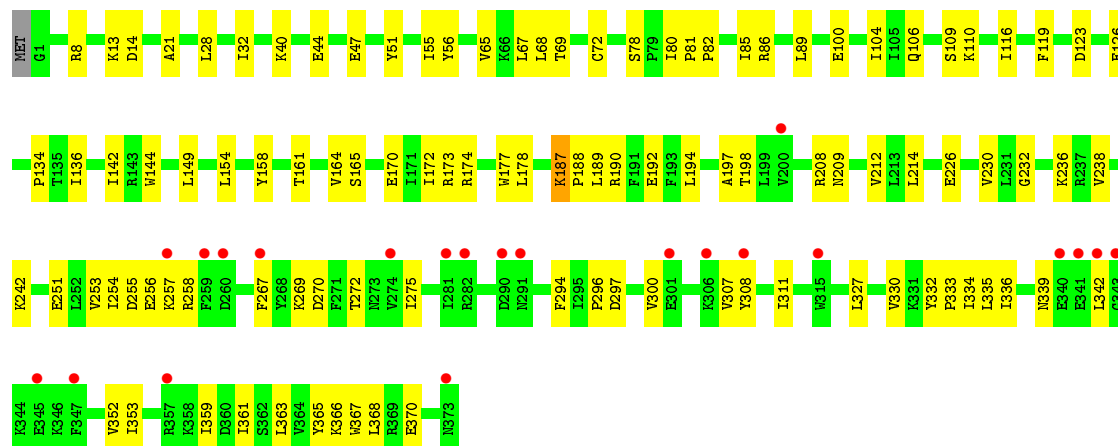 MET G1 R8 K13 D14 A21 L28 I32 K40 E44 E47 Y51 I55 Y56 V65 K66 L67 L68 T69 C72 S78 P79 I80 P81 P82 I85 R86 L89 E100 I104 I105 Q106 S109 K110 I116 F119 D123
P134 T135 I136 I142 R143 W144 L149 L154 Y158 T161 V164 S165 E170 I171 I172 R173 R174 W177 L178 K187 P188 L189 R190 F191 E192 F193 L194 A197 T198 L199 V200 R208 N209 V212 L213 L214 E226 V230 L231 G232 K236 R237 V238
K242 E251 L252 V253 I254 D255 E256 K257 R258 F259 D260 F267 Y268 K269 D270 F271 T272 N273 V274 I275 I281 R282 D290 N291 F294 I295 P296 D297 V300 E301 K306 V307 Y308 I311 W315 L327 V330 K331 Y332 P333 I334 L335 I336 N339 E340 E341 L342
K344 E345 K346 F347 V352 I353 R357 K358 I359 D360 I361 S362 L363 V364 Y365 K366 W367 L368 R369 E370 N373